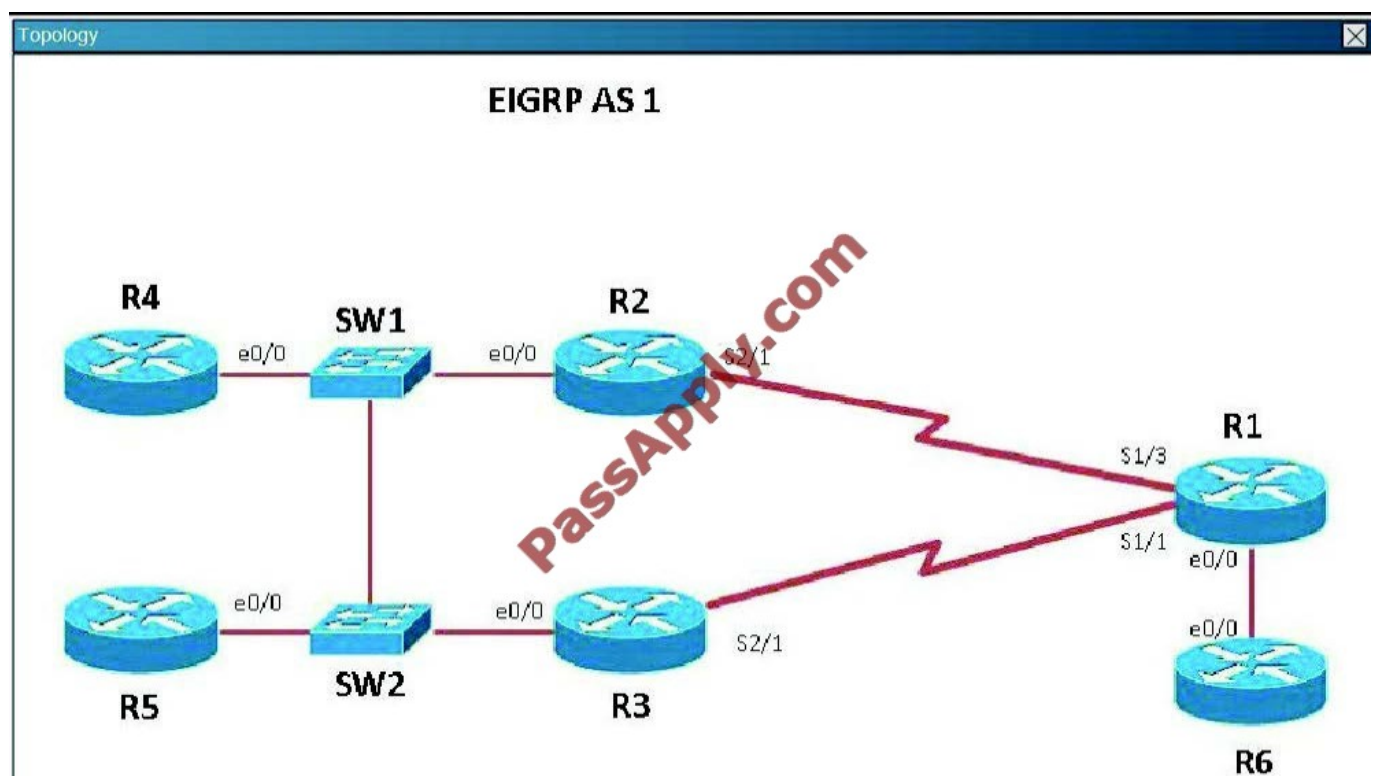 Topology
EIGRP AS 1
R4
SW1
R2
e0/0
e0/0
S2/1
R1
S1/3
S1/1
e0/0
e0/0
e0/0
e0/0
S2/1
R5
SW2
R3
R6
PassApply.com